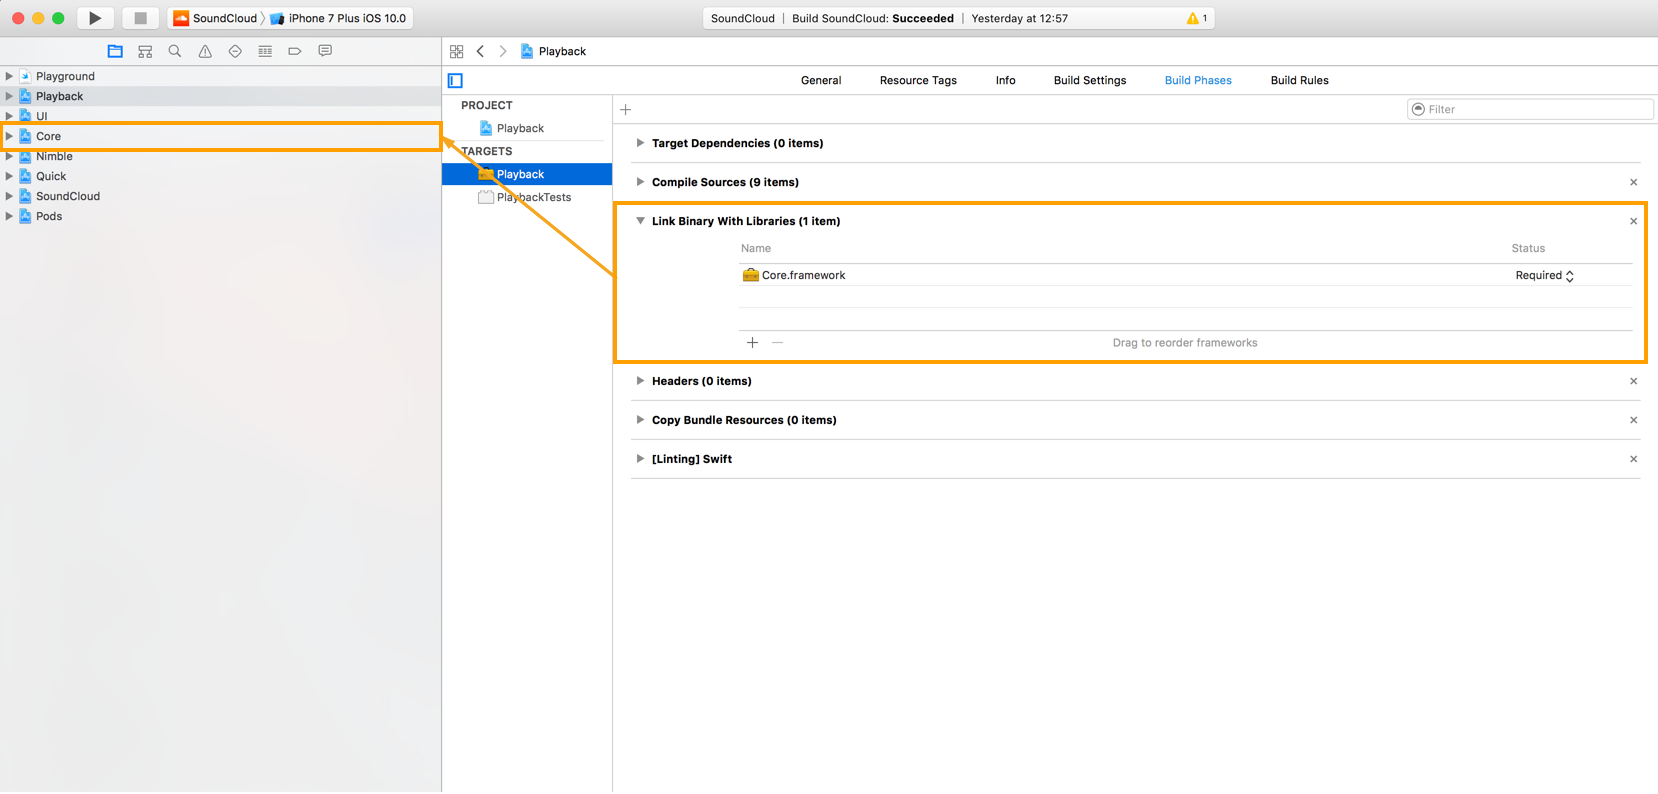 SoundCloud iPhone 7 Plus iOS 10.0
SoundCloud | Build SoundCloud: Succeeded | Yesterday at 12:57
1
Playback
Playground
Playback
UI
Core
Nimble
Quick
SoundCloud
Pods
General Resource Tags Info Build Settings Build Phases Build Rules
PROJECT
Playback
TARGETS
Playback
PlaybackTests
Filter
Target Dependencies (0 items)
Compile Sources (9 items)
Link Binary With Libraries (1 item)
Name Status
Core.framework Required
Drag to reorder frameworks
Headers (0 items)
Copy Bundle Resources (0 items)
[Linting] Swift